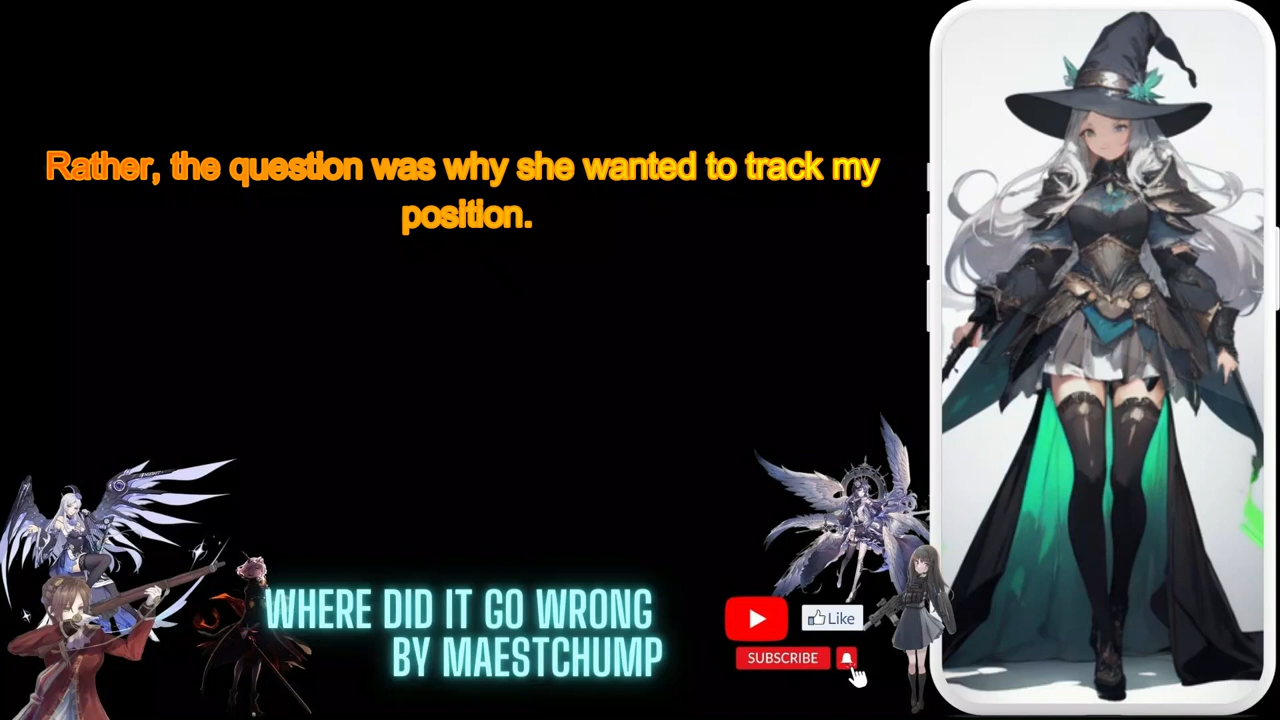 Rather, the question was why she wanted to track my
position.
WHERE DID IT GO WRONG
BY MAESTCHUMP
Like
SUBSCRIBE